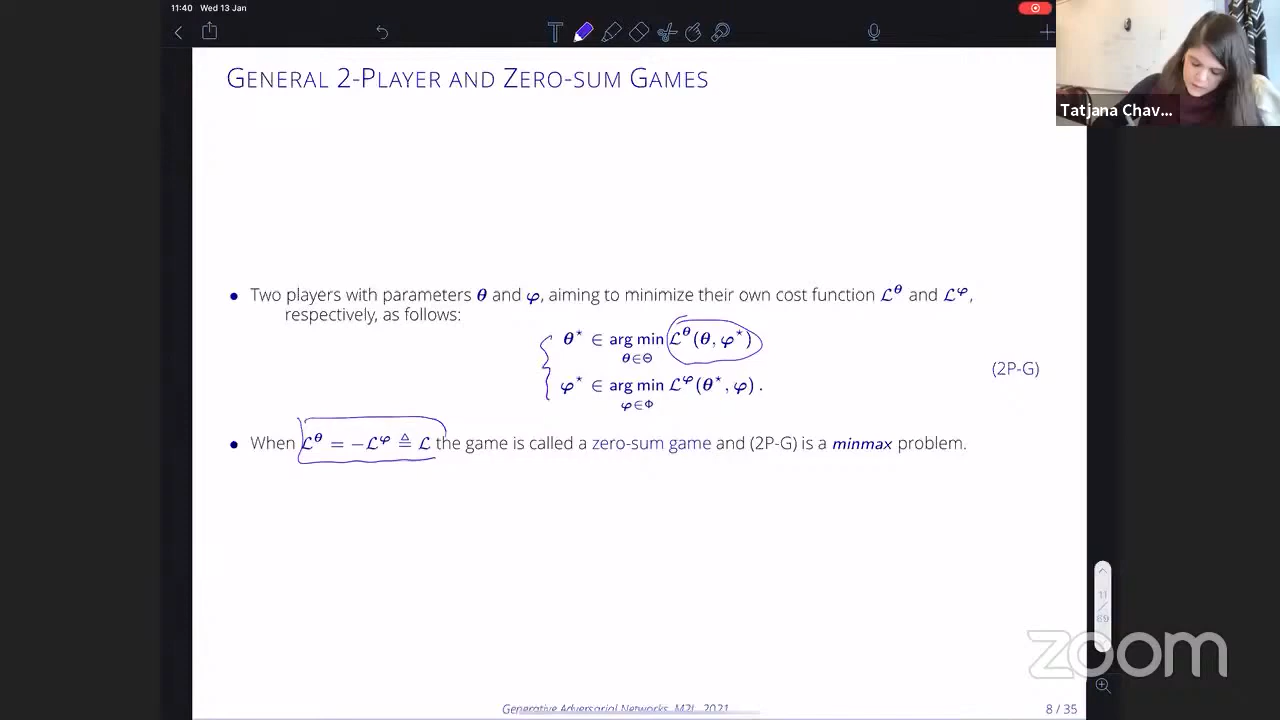 11:40 Wed 13 Jan
Tatjana Chav...
GENERAL 2-PLAYER AND ZERO-SUM GAMES
• Two players with parameters θ and φ, aiming to minimize their own cost function ℒ^θ and ℒ^φ,
respectively, as follows:
θ* ∈ arg min ℒ^θ(θ, φ*)
θ∈Θ
(2P-G)
φ* ∈ arg min ℒ^φ(θ*, φ).
φ∈Φ
• When ℒ^θ = −ℒ^φ ≜ ℒ the game is called a zero-sum game and (2P-G) is a minmax problem.
11
/
69
zoom
Generative Adversarial Networks, M2L, 2021
8 / 35